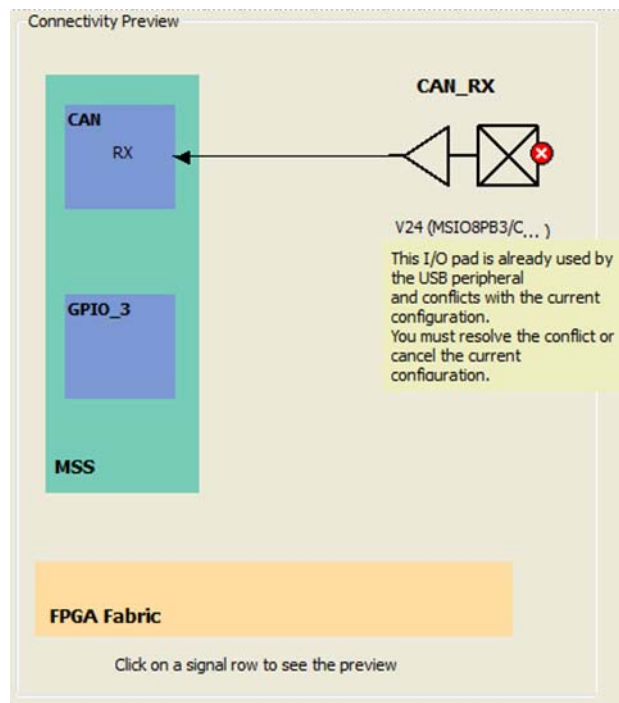 Connectivity Preview
CAN_RX
CAN
RX
V24 (MSIO8PB3/C... )
This I/O pad is already used by
the USB peripheral
and conflicts with the current
configuration.
You must resolve the conflict or
cancel the current
configuration.
GPIO_3
MSS
FPGA Fabric
Click on a signal row to see the preview